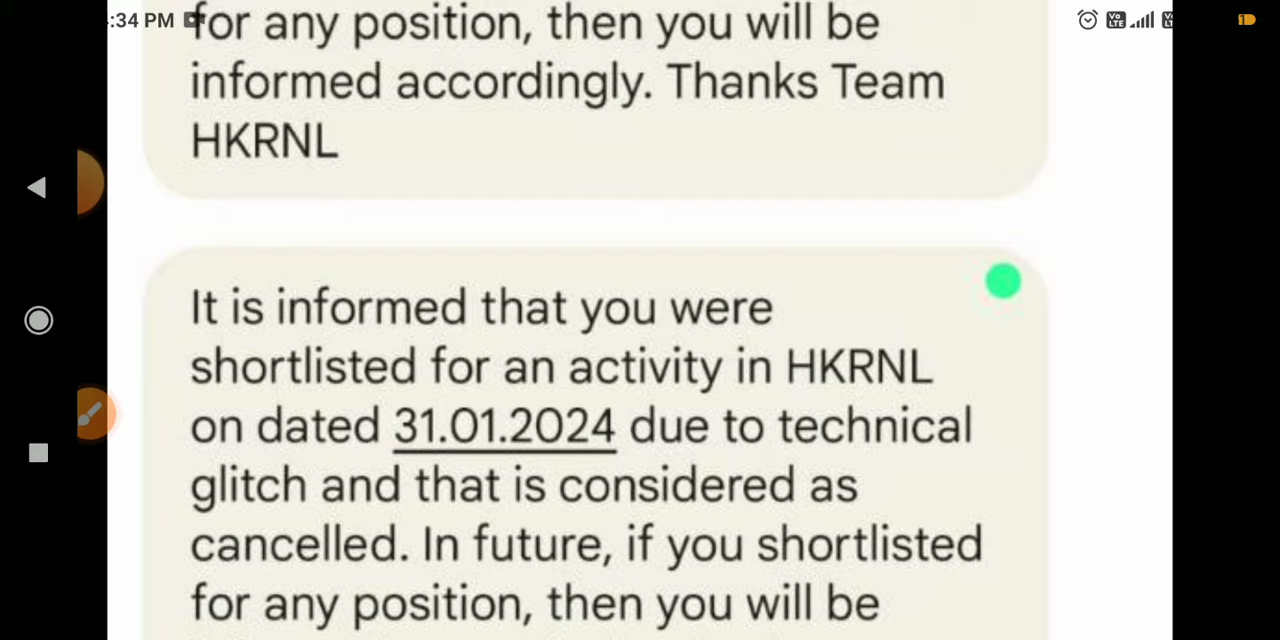 :34 PM
for any position, then you will be
informed accordingly. Thanks Team
HKRNL
It is informed that you were
shortlisted for an activity in HKRNL
on dated 31.01.2024 due to technical
glitch and that is considered as
cancelled. In future, if you shortlisted
for any position, then you will be